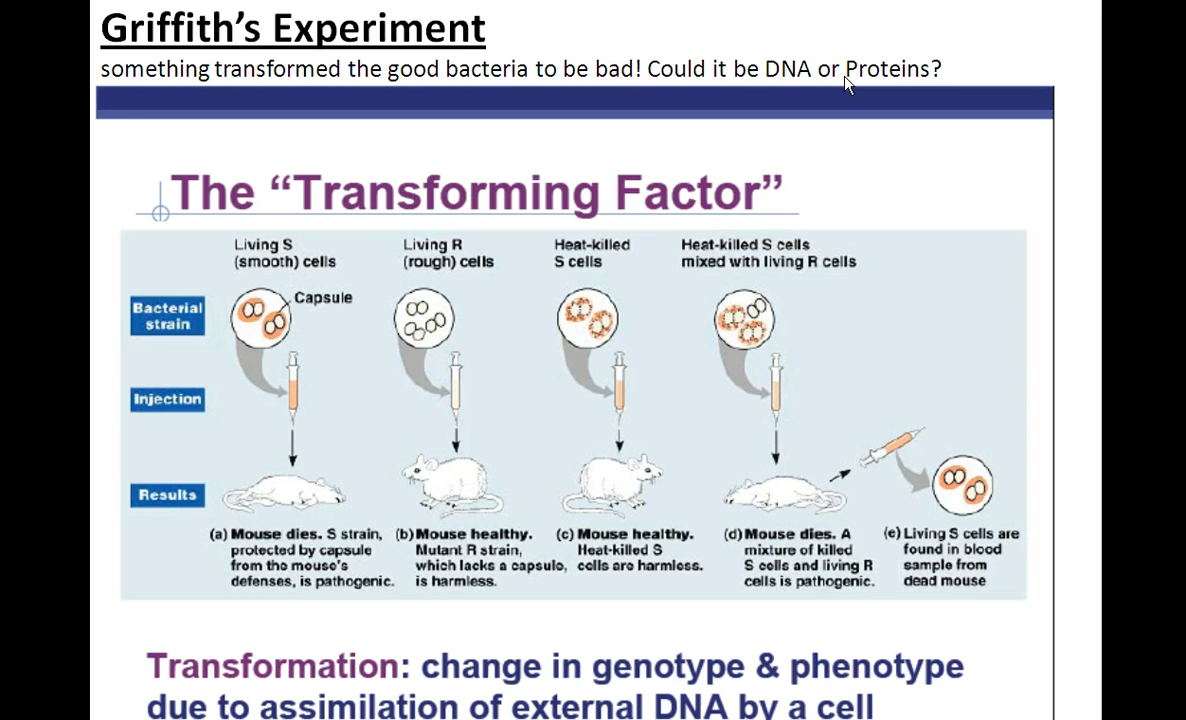 Griffith’s Experiment
something transformed the good bacteria to be bad! Could it be DNA or Proteins?
The “Transforming Factor”
Living S
(smooth) cells
Living R
(rough) cells
Heat-killed
S cells
Heat-killed S cells
mixed with living R cells
Capsule
Bacterial
strain
Injection
Results
(a) Mouse dies. S strain,
protected by capsule
from the mouse's
defenses, is pathogenic.
(b) Mouse healthy.
Mutant R strain,
which lacks a capsule,
is harmless.
(c) Mouse healthy.
Heat-killed S
cells are harmless.
(d) Mouse dies. A
mixture of killed
S cells and living R
cells is pathogenic.
(e) Living S cells are
found in blood
sample from
dead mouse
Transformation: change in genotype & phenotype
due to assimilation of external DNA by a cell